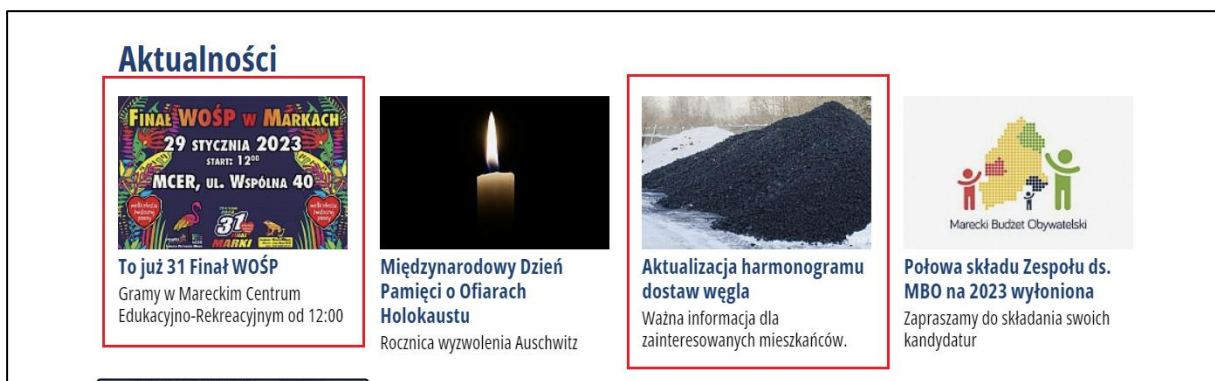 Aktualności
FINAŁ WOŚP W MARKACH
29 STYCZNIA 2023
START: 12⁰⁰
MCER, UL. WSPÓLNA 40
31
MARKI
To już 31 Finał WOŚP
Gramy w Mareckim Centrum
Edukacyjno-Rekreacyjnym od 12:00
Międzynarodowy Dzień
Pamięci o Ofiarach
Holokaustu
Rocznica wyzwolenia Auschwitz
Aktualizacja harmonogramu
dostaw węgla
Ważna informacja dla
zainteresowanych mieszkańców.
Marecki Budżet Obywatelski
Połowa składu Zespołu ds.
MBO na 2023 wyłoniona
Zapraszamy do składania swoich
kandydatur